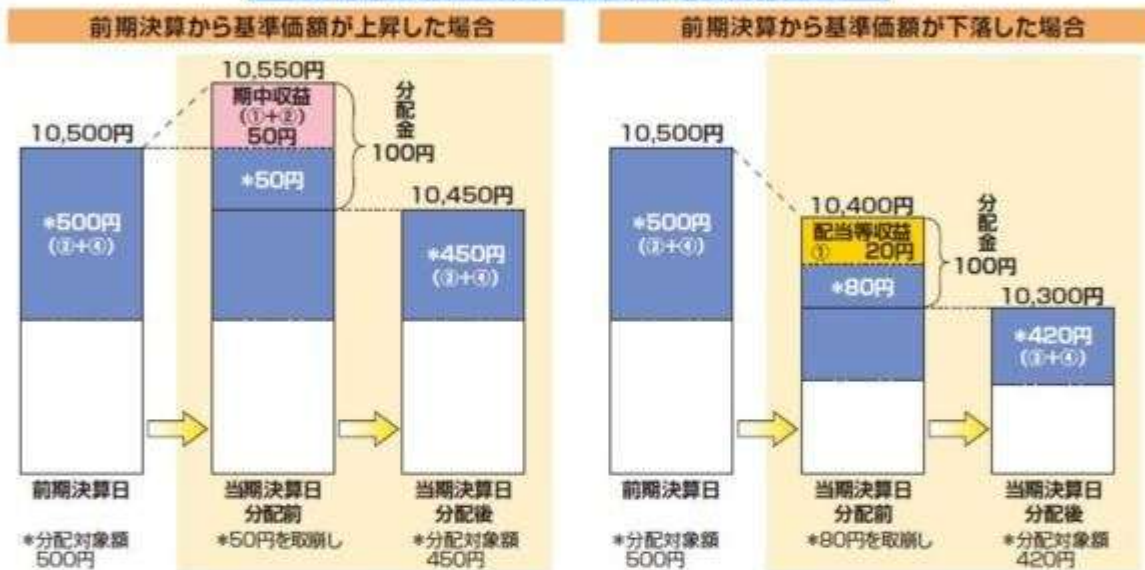 前期決算から基準価額が上昇した場合
10,550円
期中収益
(①+②)
50円
分配金
100円
10,500円
*50円
*500円
(③+④)
10,450円
*450円
(③+④)
前期決算日
当期決算日
分配前
当期決算日
分配後
*分配対象額
500円
*50円を取崩し
*分配対象額
450円
前期決算から基準価額が下落した場合
10,500円
*500円
(③+④)
10,400円
配当等収益
① 20円
分配金
100円
*80円
10,300円
*420円
(③+④)
前期決算日
当期決算日
分配前
当期決算日
分配後
*分配対象額
500円
*80円を取崩し
*分配対象額
420円